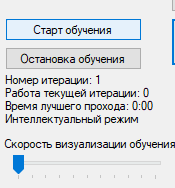 Старт обучения
Остановка обучения
Номер итерации: 1
Работа текущей итерации: 0
Время лучшего прохода: 0:00
Интеллектуальный режим
Скорость визуализации обучения